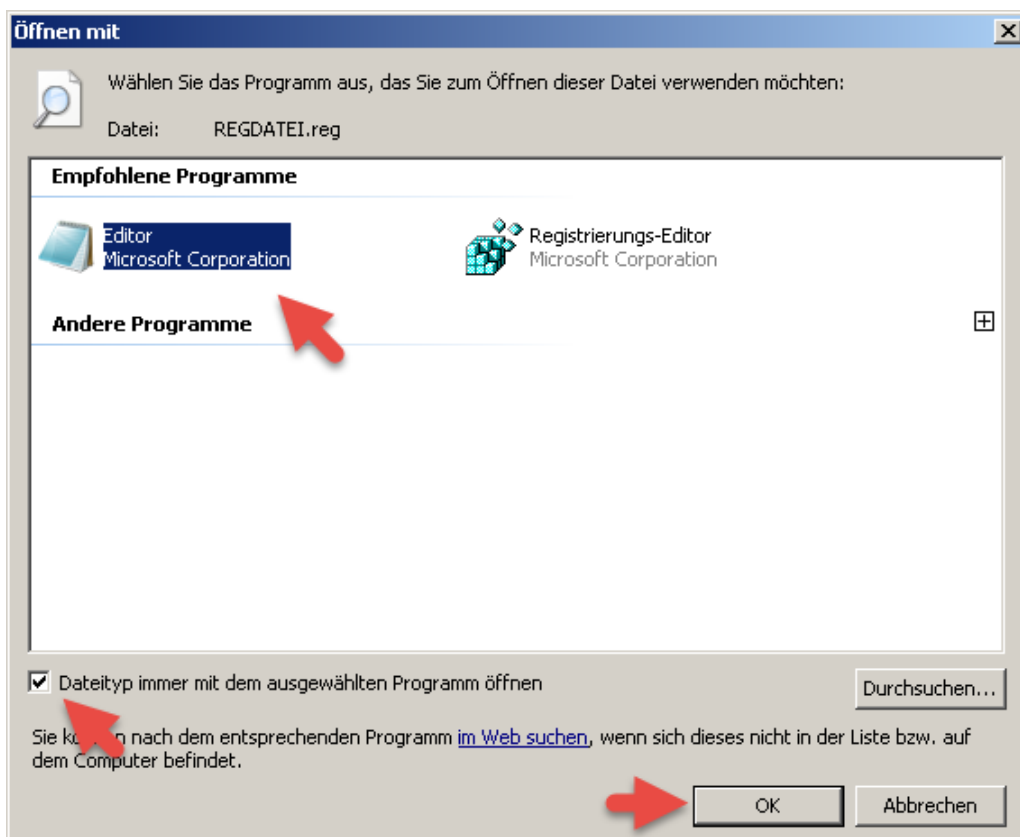 Öffnen mit
Wählen Sie das Programm aus, das Sie zum Öffnen dieser Datei verwenden möchten:
Datei: REGDATEI.reg
Empfohlene Programme
Editor
Microsoft Corporation
Registrierungs-Editor
Microsoft Corporation
Andere Programme
Dateityp immer mit dem ausgewählten Programm öffnen
Durchsuchen...
Sie können nach dem entsprechenden Programm im Web suchen, wenn sich dieses nicht in der Liste bzw. auf
dem Computer befindet.
OK
Abbrechen